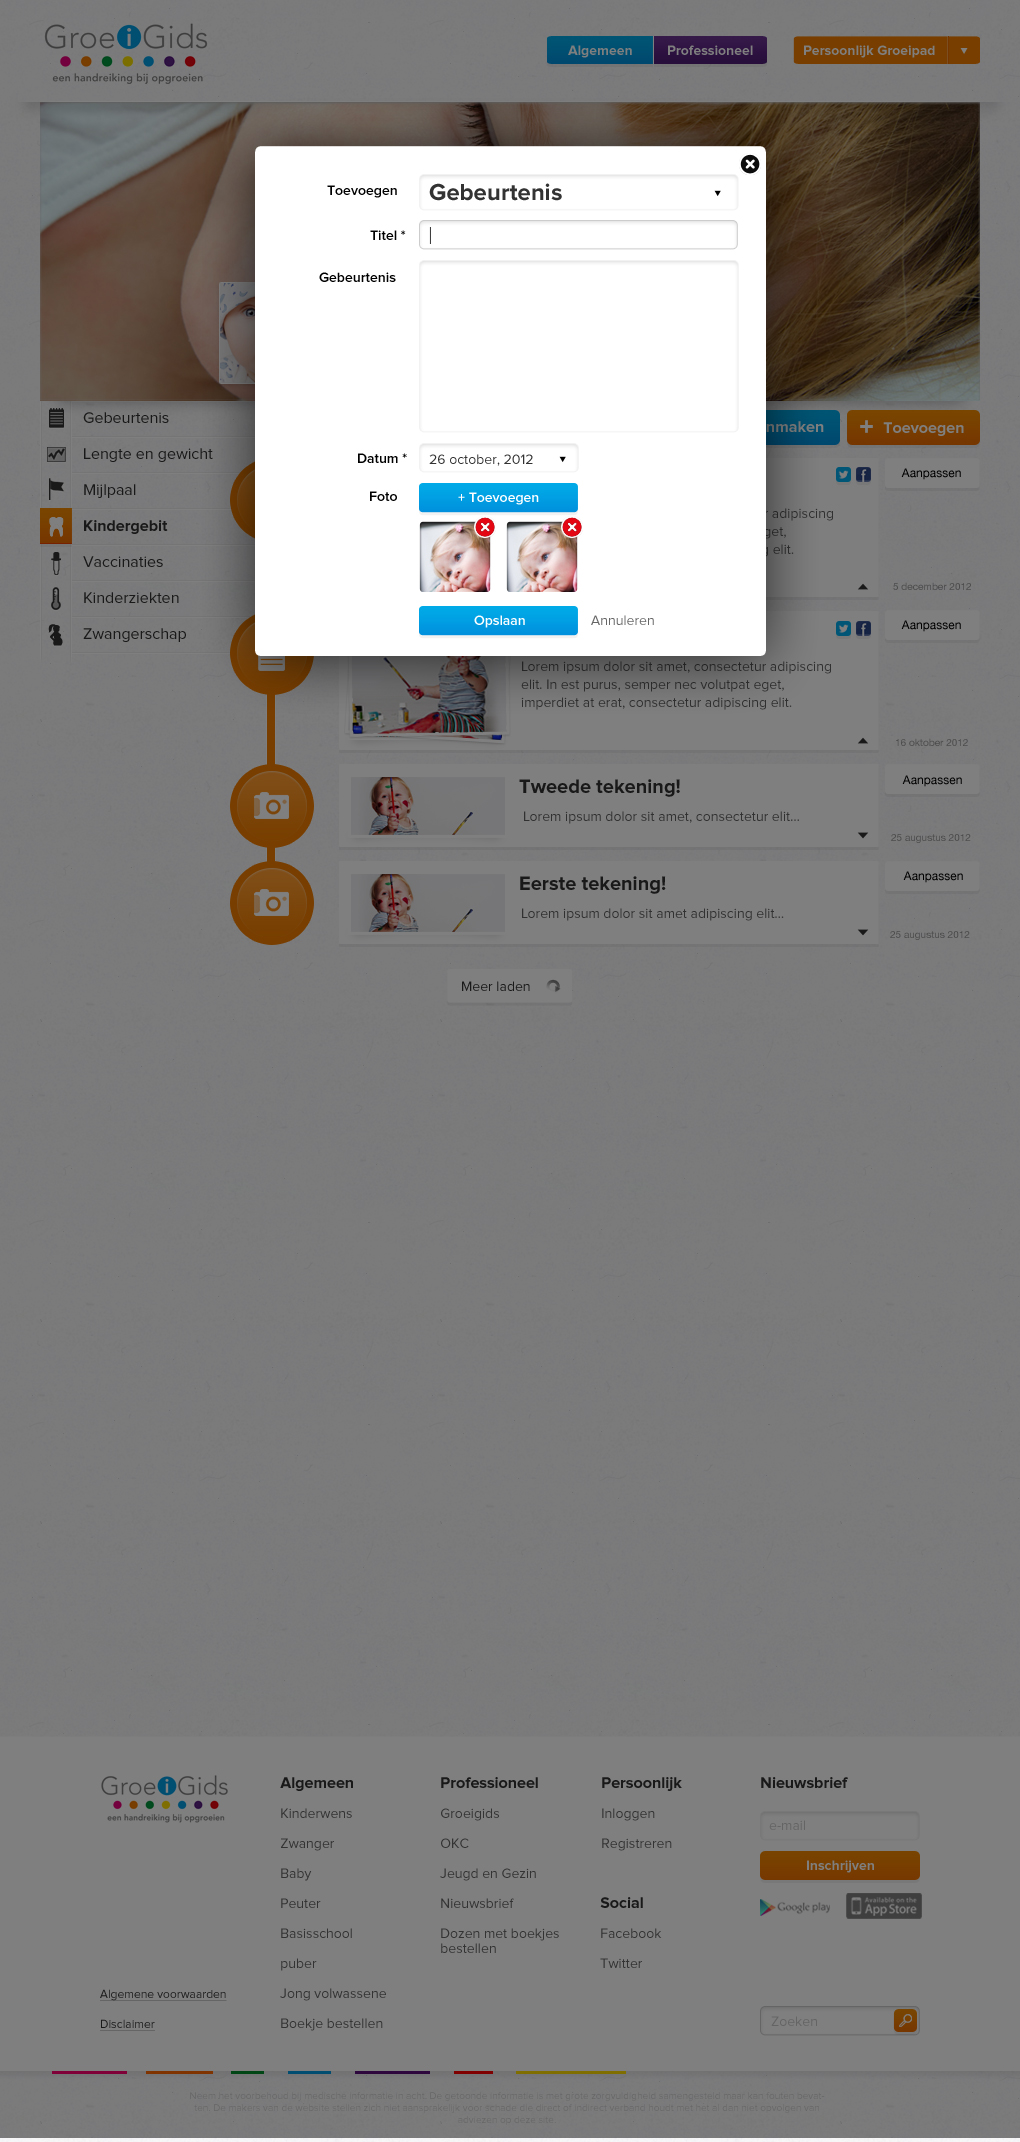 GroeiGids
een handreiking bij opgroeien
Algemeen
Professioneel
Persoonlijk Groeipad
Toevoegen
Gebeurtenis
Titel *
Gebeurtenis
Datum *
26 october, 2012
Foto
+ Toevoegen
Opslaan
Annuleren
Gebeurtenis
Lengte en gewicht
Mijlpaal
Kindergebit
Vaccinaties
Kinderziekten
Zwangerschap
nmaken
+ Toevoegen
Aanpassen
adipiscing
get,
elit.
5 december 2012
Aanpassen
Lorem ipsum dolor sit amet, consectetur adipiscing
elit. In est purus, semper nec volutpat eget,
imperdiet at erat, consectetur adipiscing elit.
16 oktober 2012
Tweede tekening!
Aanpassen
Lorem ipsum dolor sit amet, consectetur elit...
25 augustus 2012
Eerste tekening!
Aanpassen
Lorem ipsum dolor sit amet adipiscing elit...
25 augustus 2012
Meer laden
GroeiGids
een handreiking bij opgroeien
Algemene voorwaarden
Disclaimer
Algemeen
Kinderwens
Zwanger
Baby
Peuter
Basisschool
puber
Jong volwassene
Boekje bestellen
Professioneel
Groeigids
OKC
Jeugd en Gezin
Nieuwsbrief
Dozen met boekjes
bestellen
Persoonlijk
Inloggen
Registreren
Social
Facebook
Twitter
Nieuwsbrief
e-mail
Inschrijven
Google play
Available on the
App Store
Zoeken